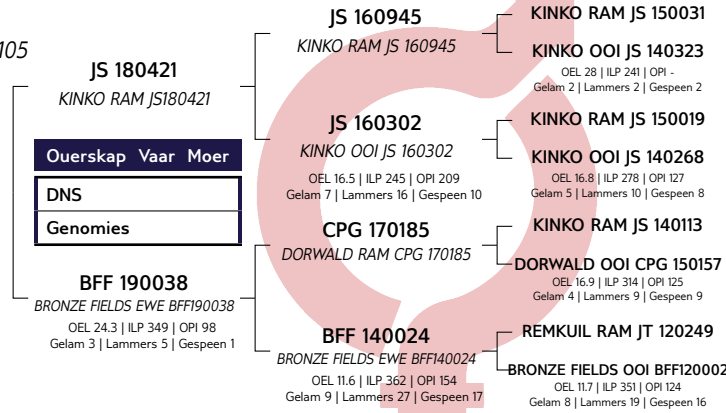 105
JS 180421
KINKO RAM JS180421
Ouerskap Vaar Moer
DNS
Genomies
BFF 190038
BRONZE FIELDS EWE BFF190038
OEL 24.3 | ILP 349 | OPI 98
Gelam 3 | Lammers 5 | Gespeen 1
JS 160945
KINKO RAM JS 160945
JS 160302
KINKO OOI JS 160302
OEL 16.5 | ILP 245 | OPI 209
Gelam 7 | Lammers 16 | Gespeen 10
CPG 170185
DORWALD RAM CPG 170185
BFF 140024
BRONZE FIELDS EWE BFF140024
OEL 11.6 | ILP 362 | OPI 154
Gelam 9 | Lammers 27 | Gespeen 17
KINKO RAM JS 150031
KINKO OOI JS 140323
OEL 28 | ILP 241 | OPI -
Gelam 2 | Lammers 2 | Gespeen 2
KINKO RAM JS 150019
KINKO OOI JS 140268
OEL 16.8 | ILP 278 | OPI 127
Gelam 5 | Lammers 10 | Gespeen 8
KINKO RAM JS 140113
DORWALD OOI CPG 150157
OEL 16.9 | ILP 314 | OPI 125
Gelam 4 | Lammers 9 | Gespeen 9
REMKUIL RAM JT 120249
BRONZE FIELDS OOI BFF120002
OEL 11.7 | ILP 351 | OPI 124
Gelam 8 | Lammers 19 | Gespeen 16